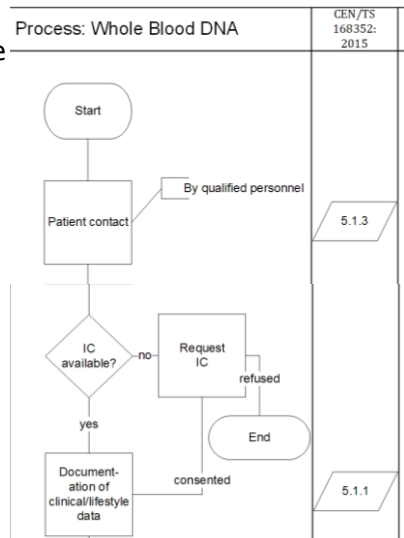 Process: Whole Blood DNA
CEN/TS
168352:
2015
e
Start
By qualified personnel
Patient contact
5.1.3
IC
available?
no
Request
IC
refused
yes
End
Document-
ation of
clinical/lifestyle
data
consented
5.1.1